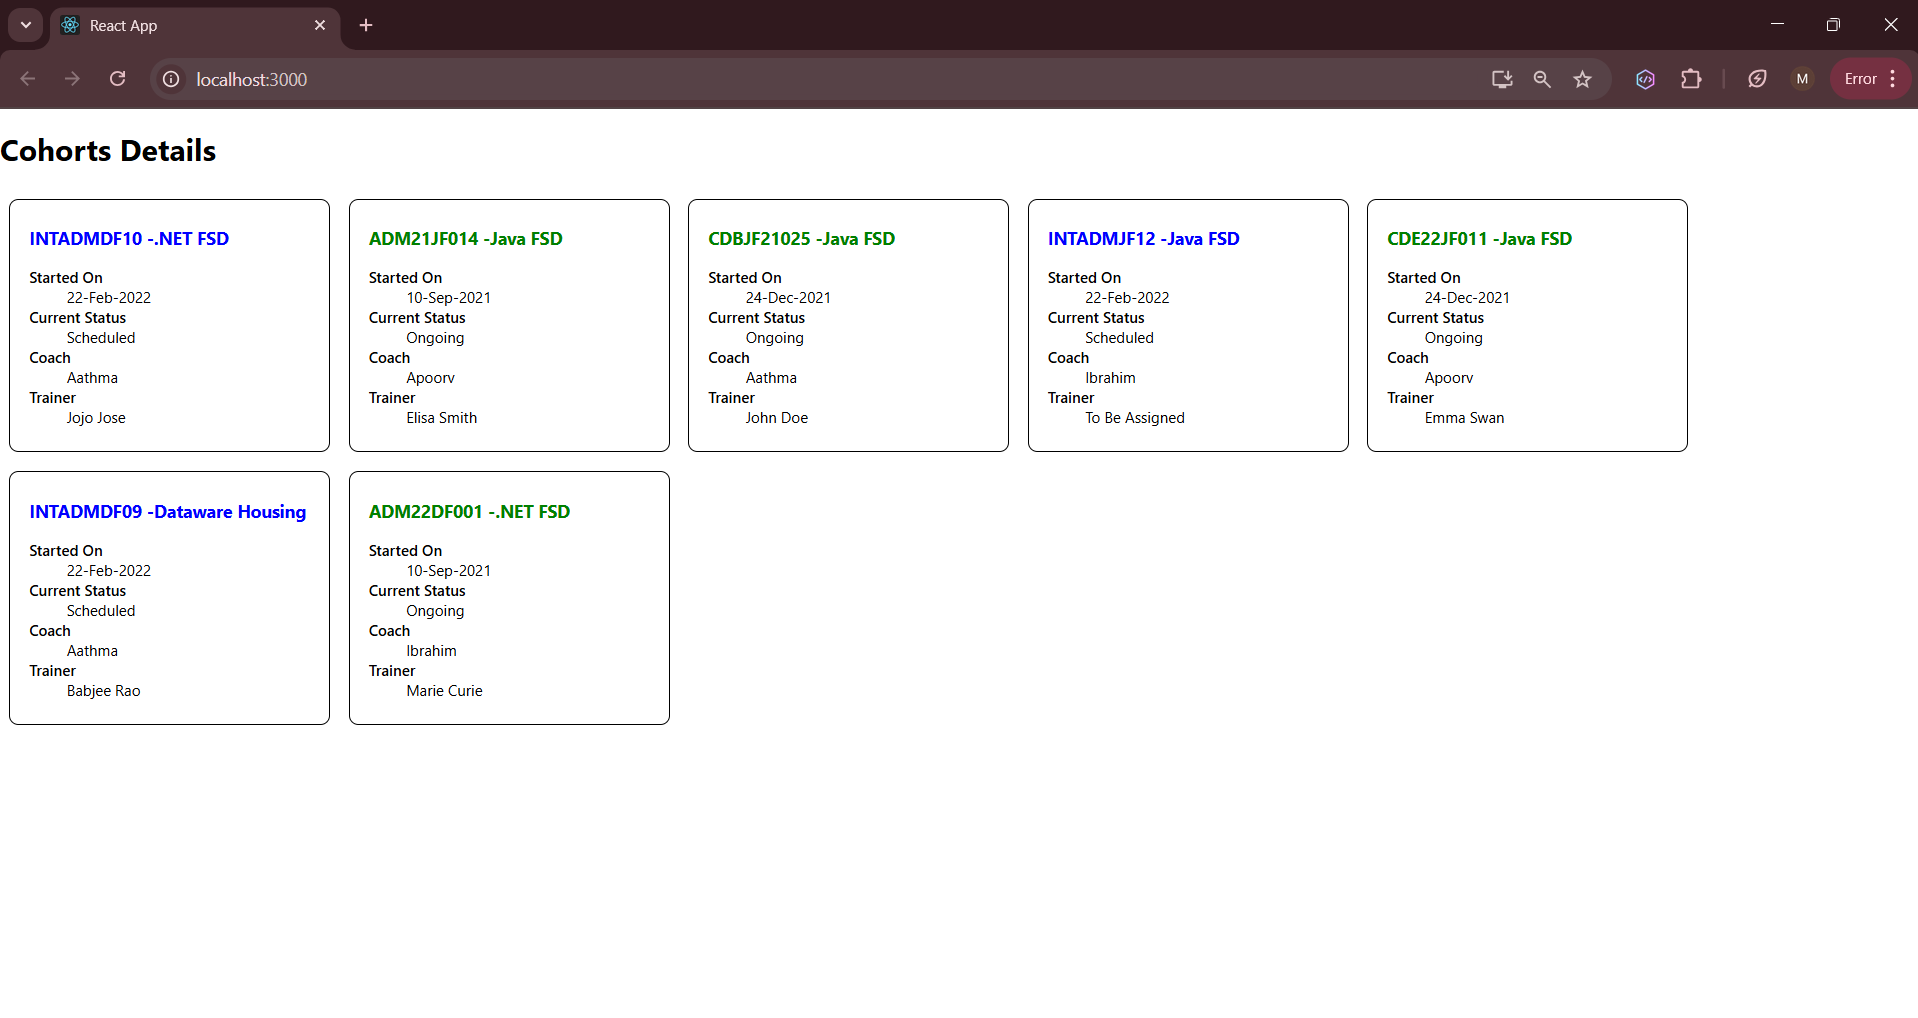 React App
localhost:3000
M
Error
Cohorts Details
INTADMDF10 -.NET FSD
Started On
22-Feb-2022
Current Status
Scheduled
Coach
Aathma
Trainer
Jojo Jose
ADM21JF014 -Java FSD
Started On
10-Sep-2021
Current Status
Ongoing
Coach
Apoorv
Trainer
Elisa Smith
CDBJF21025 -Java FSD
Started On
24-Dec-2021
Current Status
Ongoing
Coach
Aathma
Trainer
John Doe
INTADMJF12 -Java FSD
Started On
22-Feb-2022
Current Status
Scheduled
Coach
Ibrahim
Trainer
To Be Assigned
CDE22JF011 -Java FSD
Started On
24-Dec-2021
Current Status
Ongoing
Coach
Apoorv
Trainer
Emma Swan
INTADMDF09 -Dataware Housing
Started On
22-Feb-2022
Current Status
Scheduled
Coach
Aathma
Trainer
Babjee Rao
ADM22DF001 -.NET FSD
Started On
10-Sep-2021
Current Status
Ongoing
Coach
Ibrahim
Trainer
Marie Curie